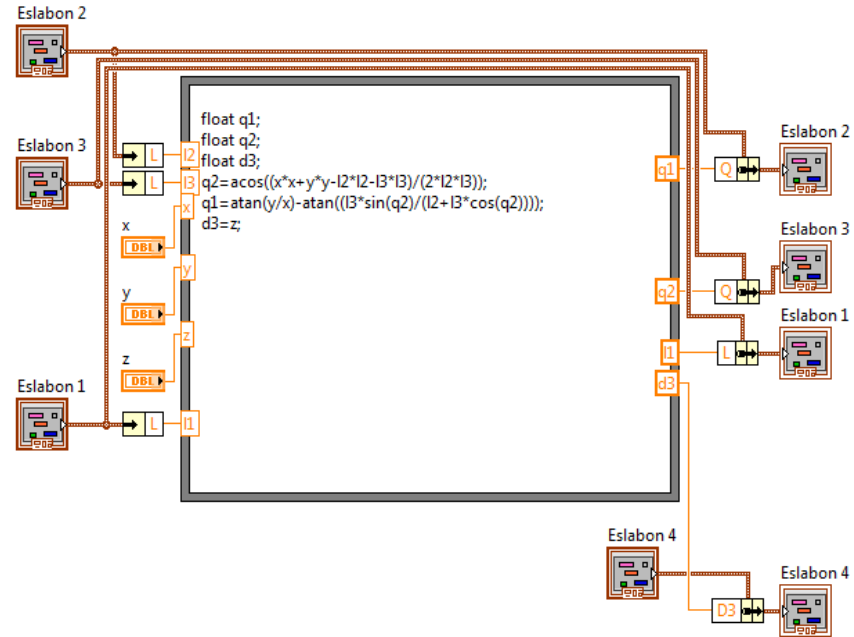 Eslabon 2
Eslabon 3
L
l2
L
l3
x
DBL
x
y
DBL
y
z
DBL
z
Eslabon 1
L
l1
float q1;
float q2;
float d3;
q2=acos((x*x+y*y-l2*l2-l3*l3)/(2*l2*l3));
q1=atan(y/x)-atan((l3*sin(q2)/(l2+l3*cos(q2))));
d3=z;
q1
Q
Eslabon 2
q2
Q
Eslabon 3
l1
L
Eslabon 1
d3
Eslabon 4
D3
Eslabon 4